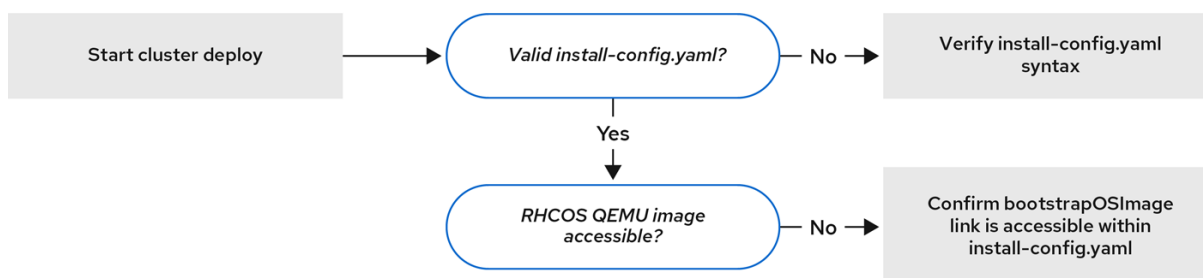 Start cluster deploy
Valid install-config.yaml?
No
Verify install-config.yaml
syntax
Yes
RHCOS QEMU image
accessible?
No
Confirm bootstrapOSImage
link is accessible within
install-config.yaml